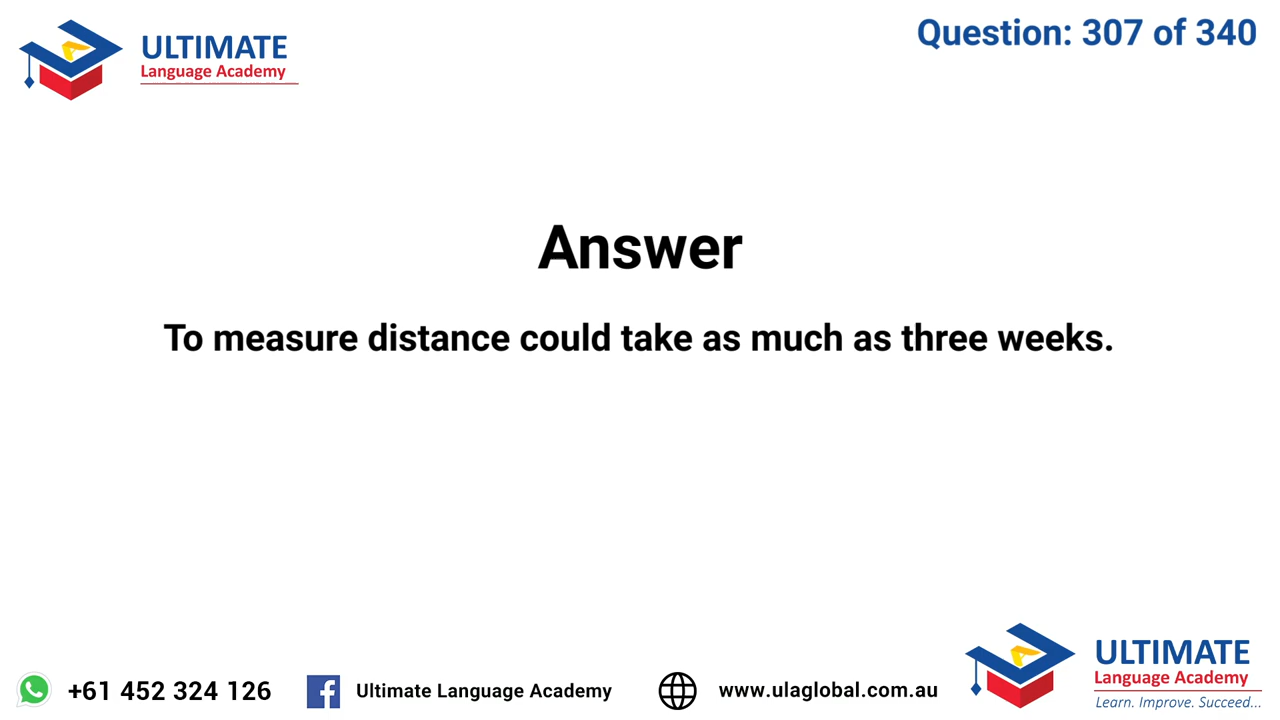 ULTIMATE
Language Academy
Question: 307 of 340
Answer
To measure distance could take as much as three weeks.
+61 452 324 126
Ultimate Language Academy
www.ulaglobal.com.au
ULTIMATE
Language Academy
Learn. Improve. Succeed...